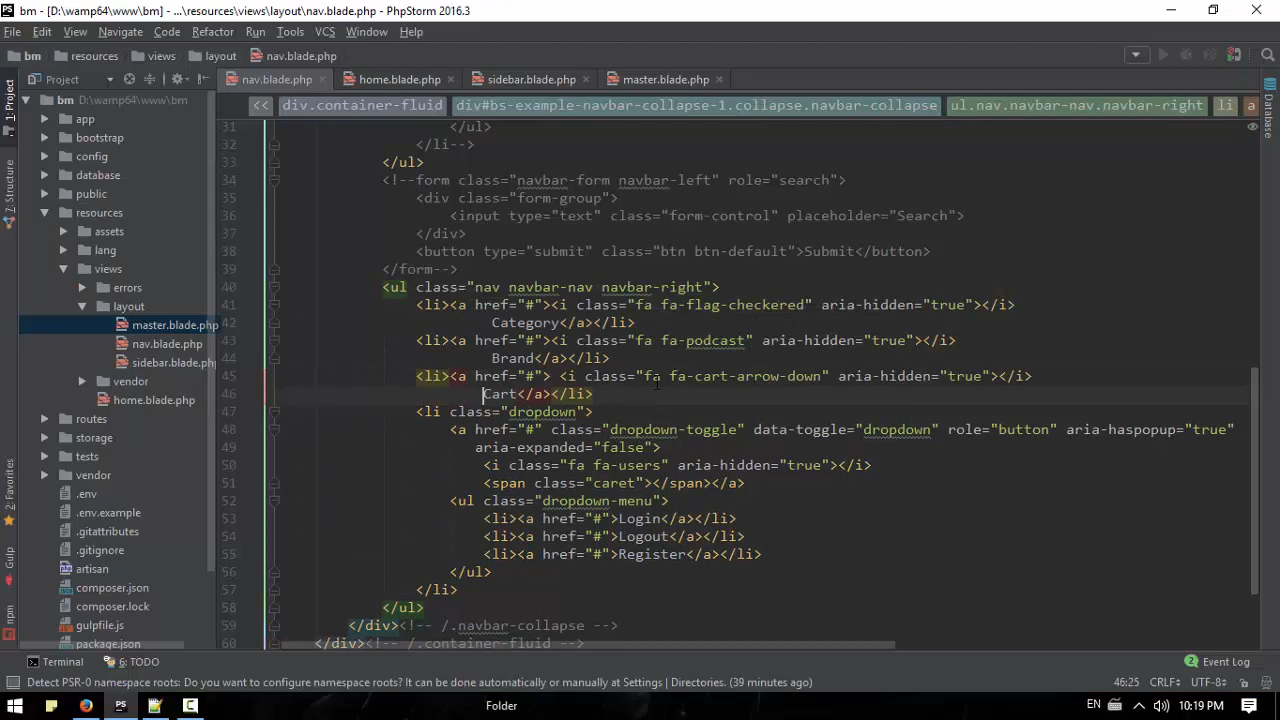 bm - [D:\wamp64\www\bm] - ...\resources\views\layout\nav.blade.php - PhpStorm 2016.3
File Edit View Navigate Code Refactor Run Tools VCS Window Help
bm resources views layout nav.blade.php
Project nav.blade.php home.blade.php sidebar.blade.php master.blade.php
1: Project
7: Structure
2: Favorites
Gulp
npm
Database
bm D:\wamp64\www\bm
app
bootstrap
config
database
public
resources
assets
lang
views
errors
layout
master.blade.php
nav.blade.php
sidebar.blade.php
vendor
home.blade.php
routes
storage
tests
vendor
.env
.env.example
.gitattributes
.gitignore
artisan
composer.json
composer.lock
gulpfile.js
package.json
<< div.container-fluid div#bs-example-navbar-collapse-1.collapse.navbar-collapse ul.nav.navbar-nav.navbar-right li a
31 </ul>
32 </li-->
33 </ul>
34 <!--form class="navbar-form navbar-left" role="search">
35 <div class="form-group">
36 <input type="text" class="form-control" placeholder="Search">
37 </div>
38 <button type="submit" class="btn btn-default">Submit</button>
39 </form-->
40 <ul class="nav navbar-nav navbar-right">
41 <li><a href="#"><i class="fa fa-flag-checkered" aria-hidden="true"></i>
42 Category</a></li>
43 <li><a href="#"><i class="fa fa-podcast" aria-hidden="true"></i>
44 Brand</a></li>
45 <li><a href="#"> <i class="fa fa-cart-arrow-down" aria-hidden="true"></i>
46 Cart</a></li>
47 <li class="dropdown">
48 <a href="#" class="dropdown-toggle" data-toggle="dropdown" role="button" aria-haspopup="true"
49 aria-expanded="false">
50 <i class="fa fa-users" aria-hidden="true"></i>
51 <span class="caret"></span></a>
52 <ul class="dropdown-menu">
53 <li><a href="#">Login</a></li>
54 <li><a href="#">Logout</a></li>
55 <li><a href="#">Register</a></li>
56 </ul>
57 </li>
58 </ul>
59 </div><!-- /.navbar-collapse -->
60 </div><!-- /.container-fluid -->
Terminal 6: TODO 2 Event Log
Detect PSR-0 namespace roots: Do you want to configure namespace roots? It can be done automatically or manually at Settings | Directories. (39 minutes ago) 46:25 CRLF÷ UTF-8÷
PS Folder EN 10:19 PM